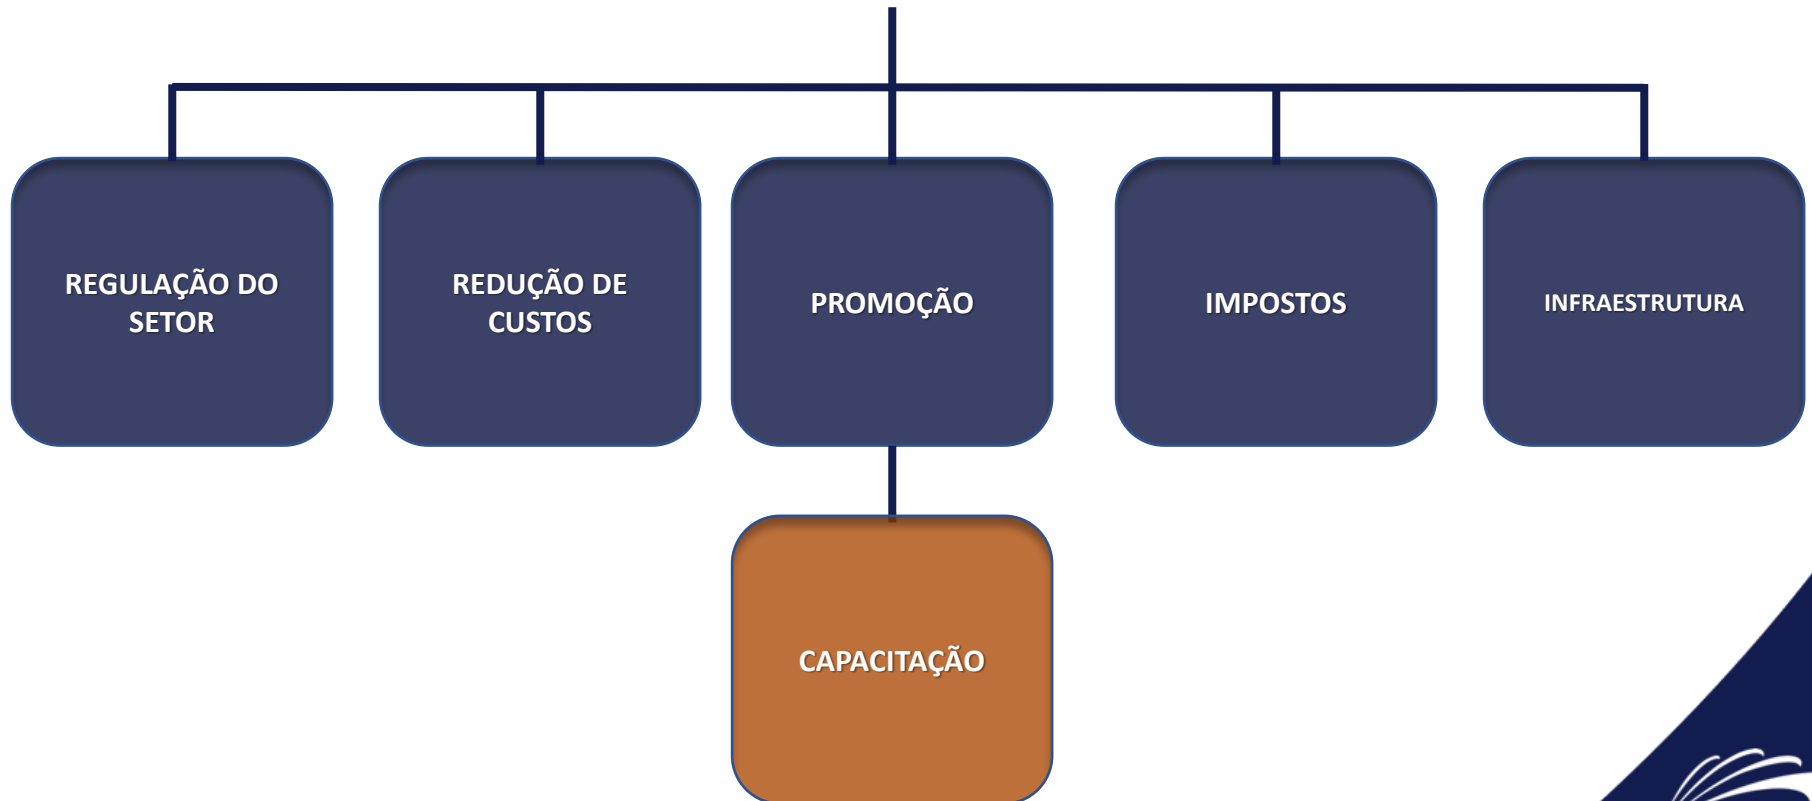 REGULAÇÃO DO
SETOR
REDUÇÃO DE
CUSTOS
PROMOÇÃO
IMPOSTOS
INFRAESTRUTURA
CAPACITAÇÃO